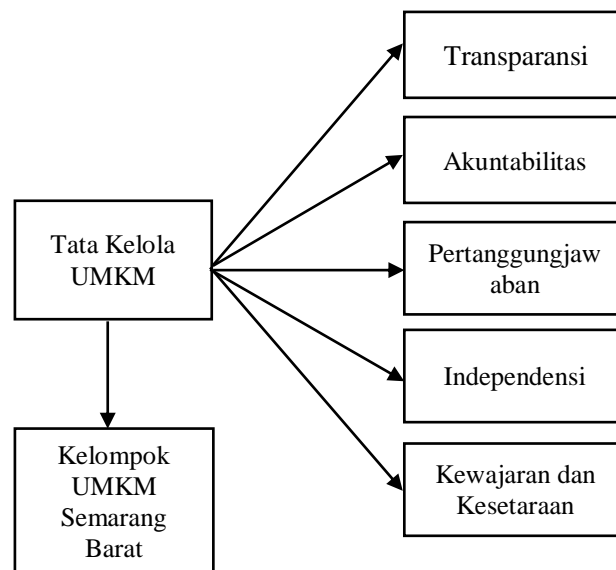 Transparansi
Akuntabilitas
Tata Kelola
UMKM
Pertanggungjaw
aban
Independensi
Kelompok
UMKM
Semarang
Barat
Kewajaran dan
Kesetaraan